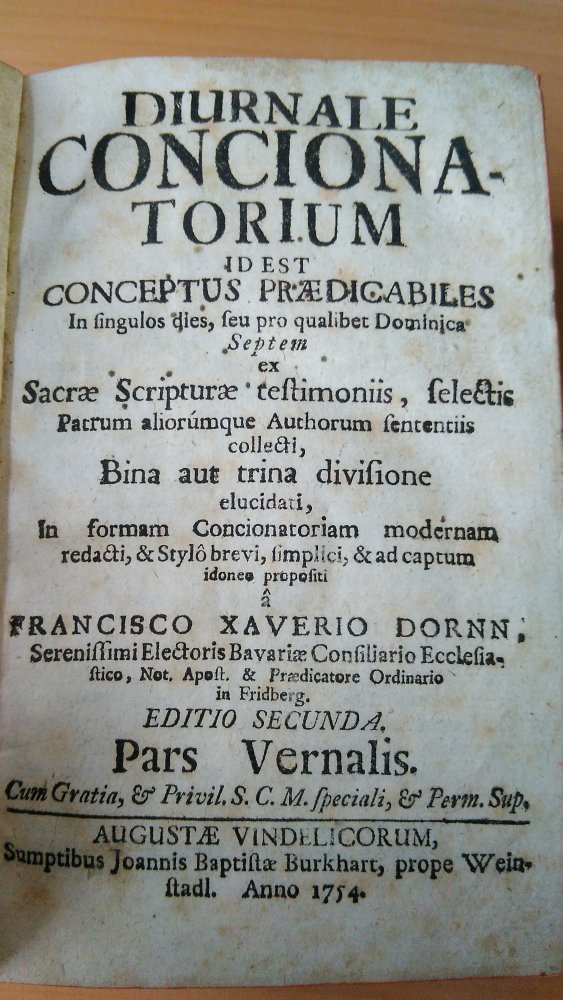 DIURNALE
CONCIONA-
TORIUM
ID EST
CONCEPTUS PRÆDICABILES
In ſingulos dies, ſeu pro qualibet Dominica
Septem
ex
Sacræ Scripturæ teſtimoniis, ſelectis
Patrum aliorúmque Authorum ſententiis
collecti,
Bina aut trina diviſione
elucidati,
In formam Concionatoriam modernam
redacti, & Stylô brevi, ſimplici, & ad captum
idoneo propoſiti
â
FRANCISCO XAVERIO DORNN,
Sereniſſimi Electoris Bavariæ Conſiliario Eccleſia-
ſtico, Not. Apoſt. & Prædicatore Ordinario
in Fridberg.
EDITIO SECUNDA.
Pars Vernalis.
Cum Gratia, & Privil. S. C. M. ſpeciali, & Perm. Sup.
AUGUSTÆ VINDELICORUM,
Sumptibus Joannis Baptiſtæ Burkhart, prope Wein-
ſtadl. Anno 1754.